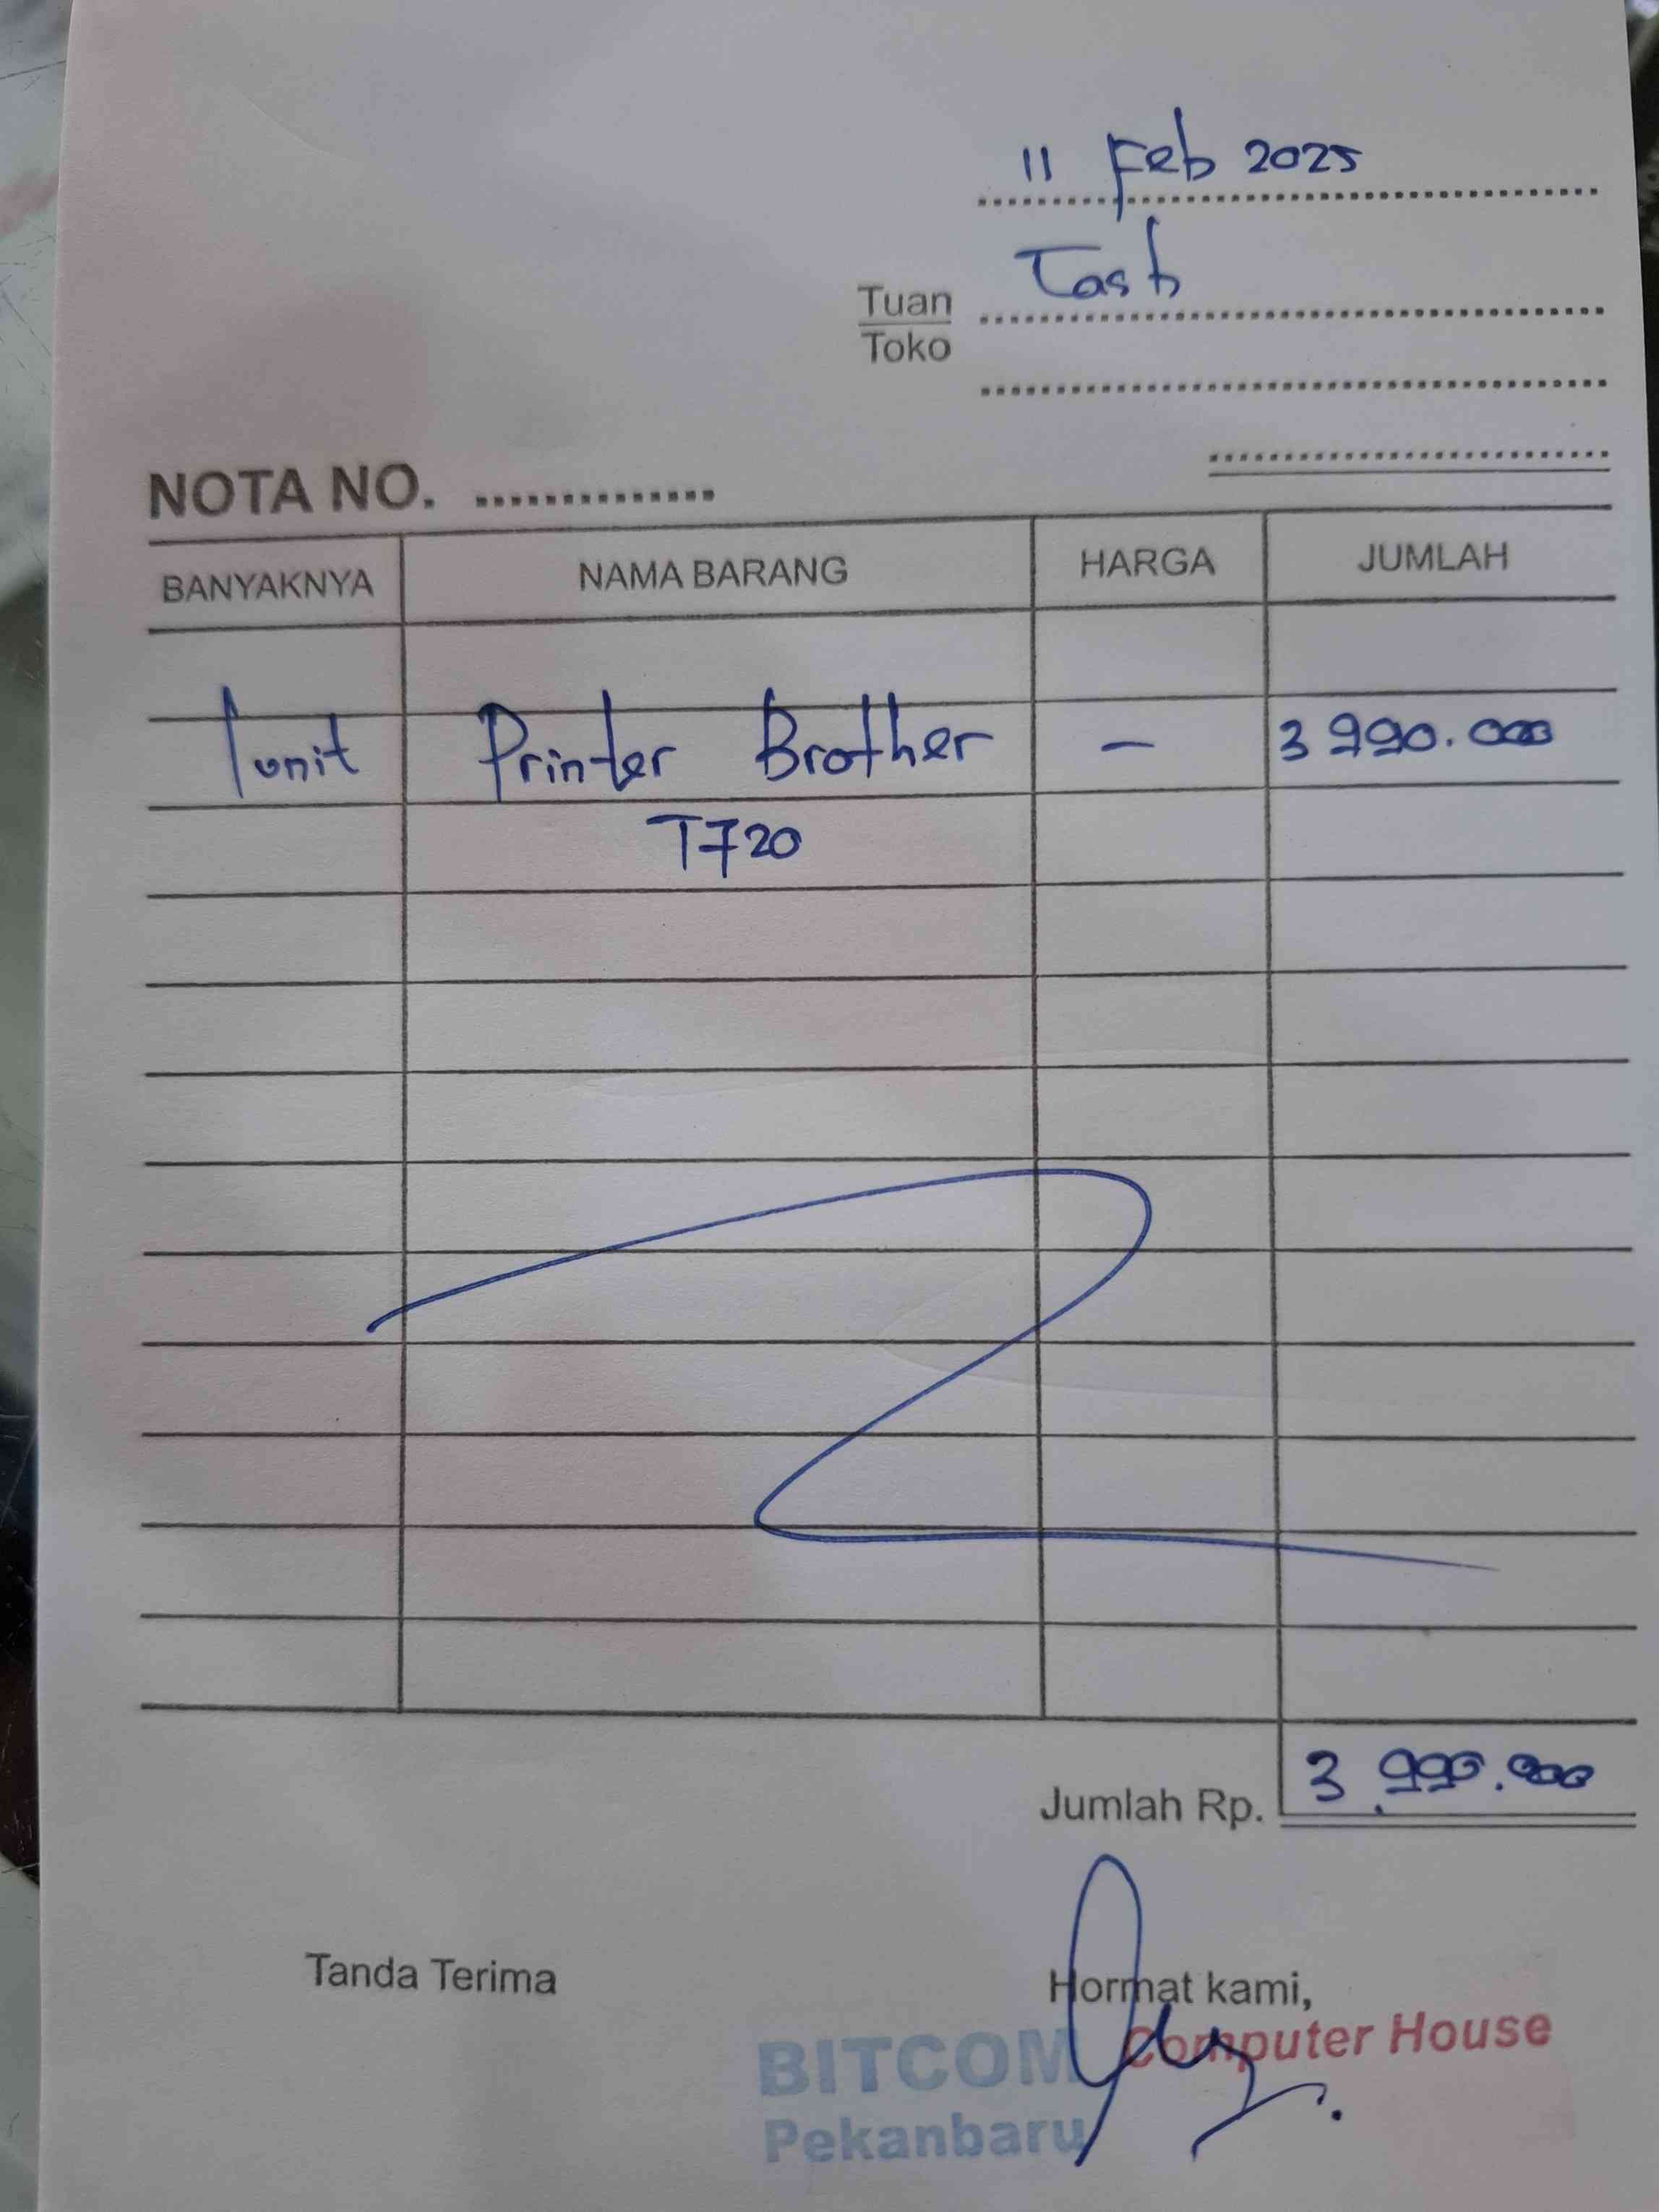 11 Feb 2025
Tuan Cash
Toko
NOTA NO. ..............
BANYAKNYA NAMA BARANG HARGA JUMLAH
1 unit Printer Brother – 3 990.000
T720
Jumlah Rp. 3.990.000
Tanda Terima Hormat kami,
BITCOM Computer House
Pekanbaru